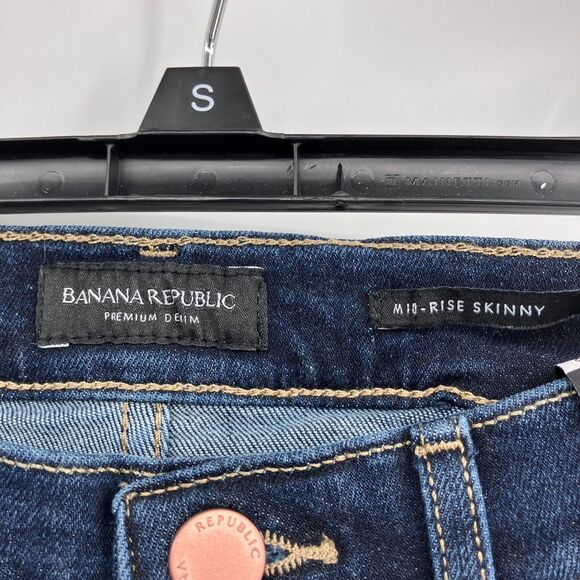 S
MAINETTI.COM
BANANA REPUBLIC
PREMIUM DENIM
MID-RISE SKINNY
REPUBLIC